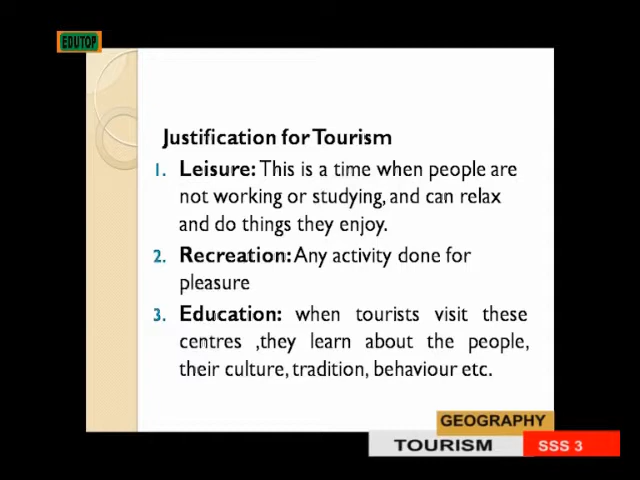 EDUTOP
Justification for Tourism
1. Leisure: This is a time when people are
not working or studying, and can relax
and do things they enjoy.
2. Recreation: Any activity done for
pleasure
3. Education: when tourists visit these
centres ,they learn about the people,
their culture, tradition, behaviour etc.
GEOGRAPHY
TOURISM
SSS 3